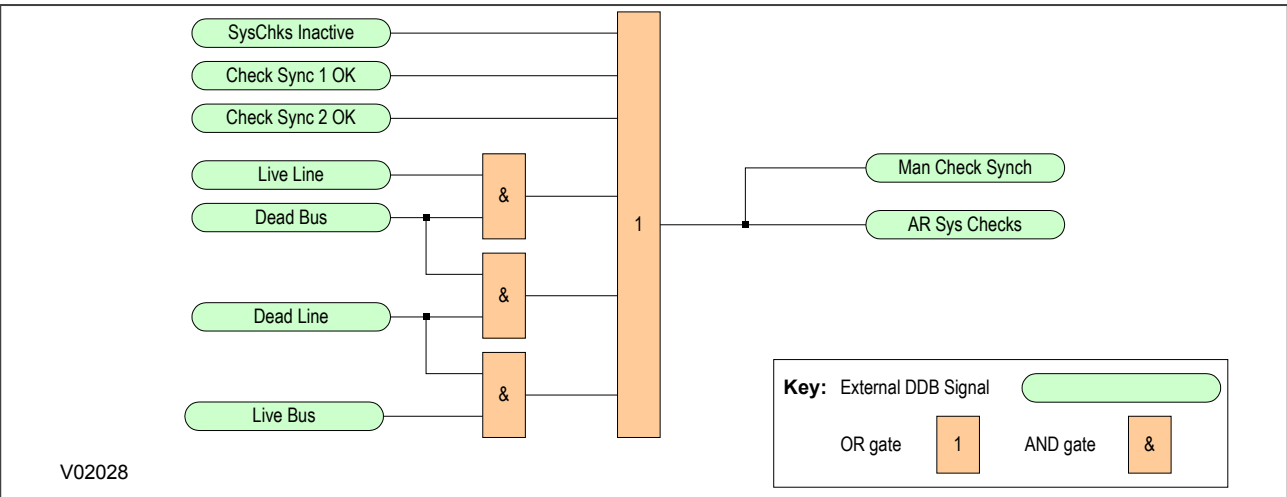 SysChks Inactive
Check Sync 1 OK
Check Sync 2 OK
Live Line
&
Dead Bus
Man Check Synch
1
AR Sys Checks
&
Dead Line
&
Live Bus
Key: External DDB Signal
OR gate 1 AND gate &
V02028